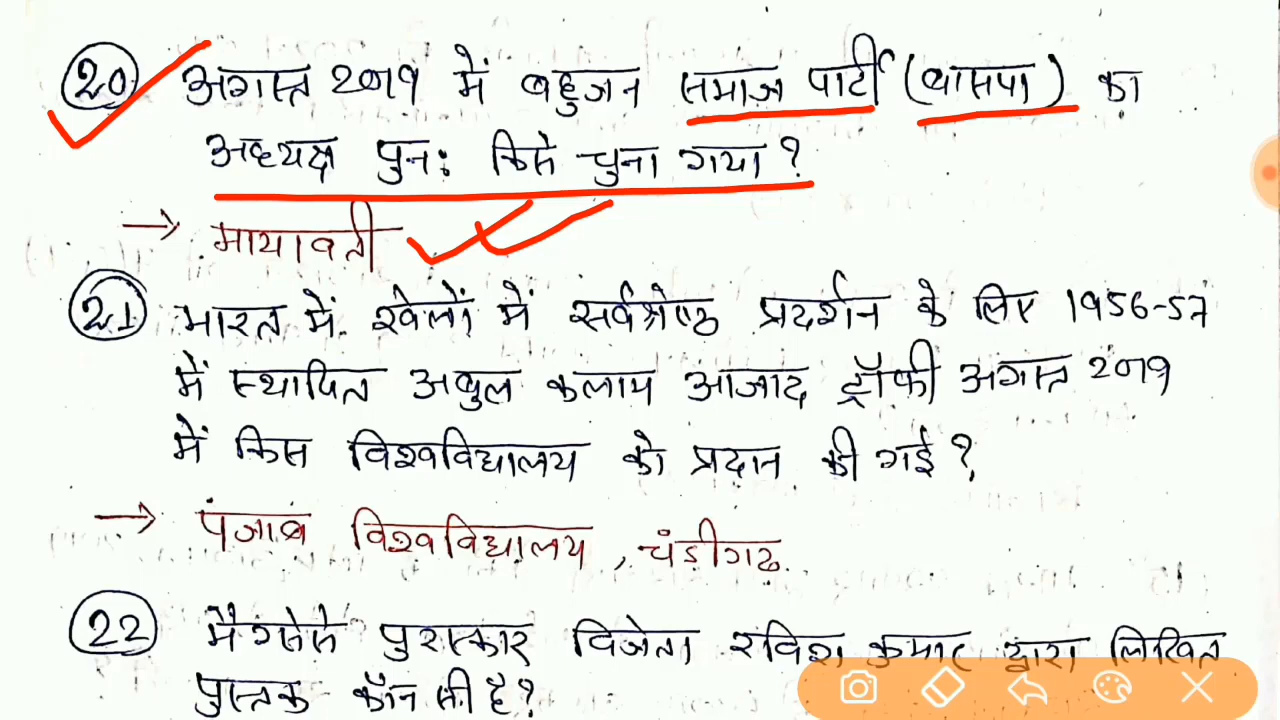 20 अगस्त 2019 में बहुजन समाज पार्टी (बासपा) का
अध्यक्ष पुनः किसे चुना गया?
→ मायावती
21 भारत में खेलों में सर्वश्रेष्ठ प्रदर्शन के लिए 1956-57
में स्थापित अबुल कलाम आजाद ट्रॉफी अगस्त 2019
में किस विश्वविद्यालय को प्रदान की गई?
→ पंजाब विश्वविद्यालय, चंडीगढ.
22 मैग्सेसे पुरस्कार विजेता रविश कुमार द्वारा लिखित
पुस्तक कौन सी है?